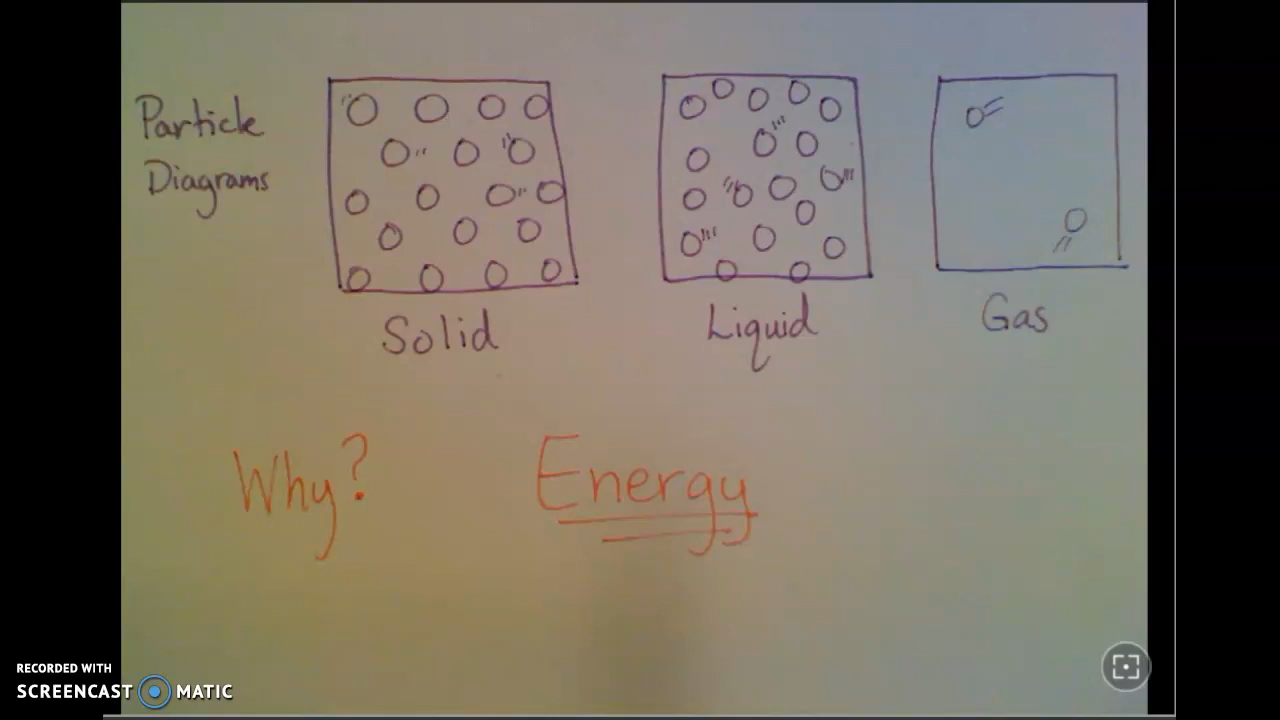 Particle
Diagrams
Solid
Liquid
Gas
Why?
Energy
RECORDED WITH
SCREENCAST MATIC